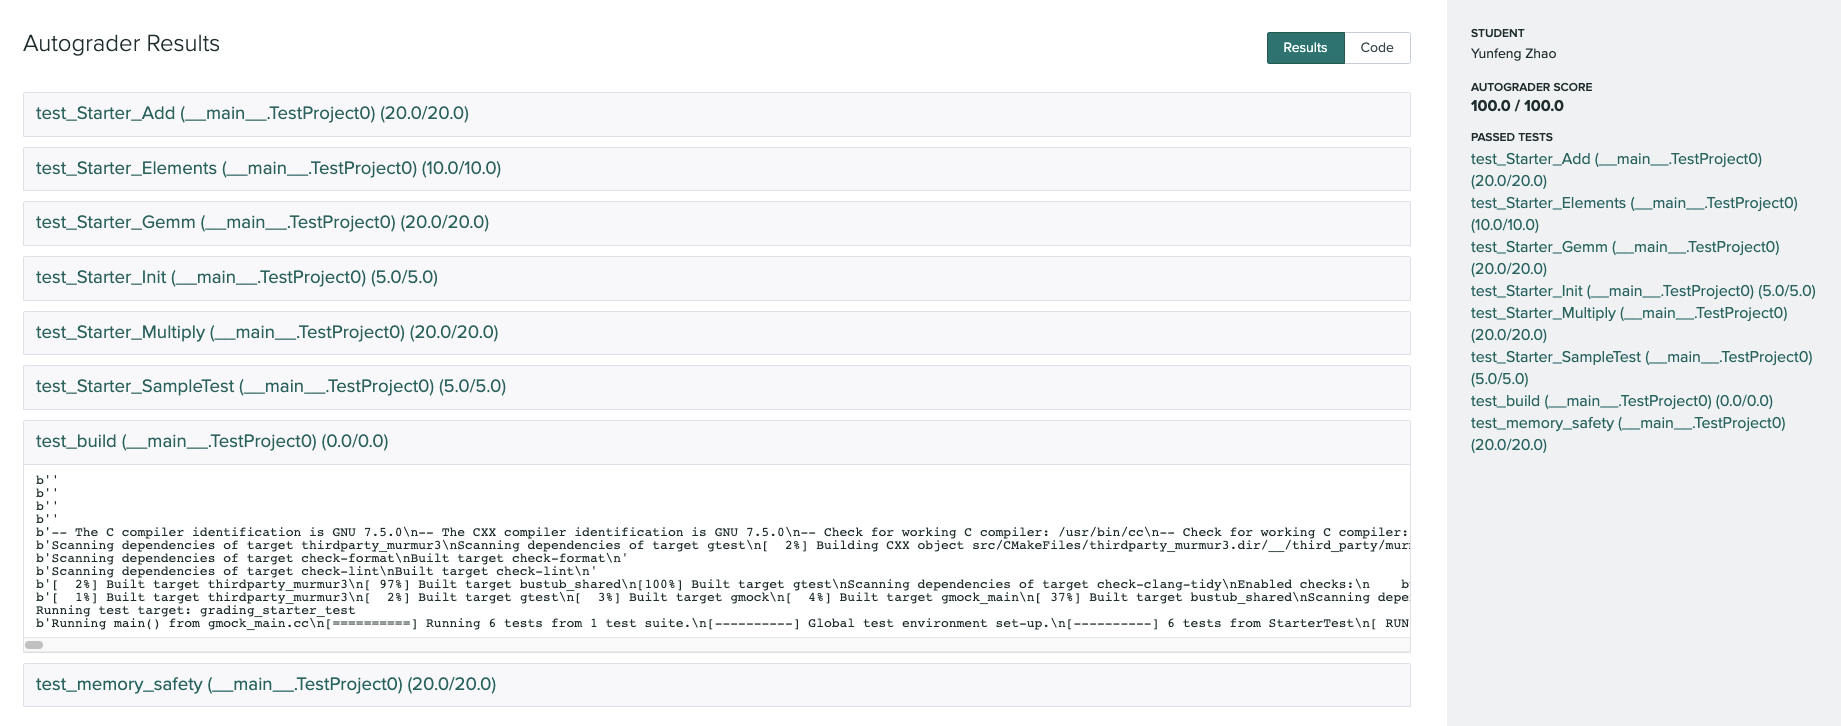 Autograder Results
Results
Code
test_Starter_Add (__main__.TestProject0) (20.0/20.0)
test_Starter_Elements (__main__.TestProject0) (10.0/10.0)
test_Starter_Gemm (__main__.TestProject0) (20.0/20.0)
test_Starter_Init (__main__.TestProject0) (5.0/5.0)
test_Starter_Multiply (__main__.TestProject0) (20.0/20.0)
test_Starter_SampleTest (__main__.TestProject0) (5.0/5.0)
test_build (__main__.TestProject0) (0.0/0.0)
b''
b''
b''
b''
b'-- The C compiler identification is GNU 7.5.0\n-- The CXX compiler identification is GNU 7.5.0\n-- Check for working C compiler: /usr/bin/cc\n-- Check for working C compiler:
b'Scanning dependencies of target thirdparty_murmur3\nScanning dependencies of target gtest\n[  2%] Building CXX object src/CMakeFiles/thirdparty_murmur3.dir/__/third_party/mur
b'Scanning dependencies of target check-format\nBuilt target check-format\n'
b'Scanning dependencies of target check-lint\nBuilt target check-lint\n'
b'[  2%] Built target thirdparty_murmur3\n[ 97%] Built target bustub_shared\n[100%] Built target gtest\nScanning dependencies of target check-clang-tidy\nEnabled checks:\n    b
b'[  1%] Built target thirdparty_murmur3\n[  2%] Built target gtest\n[  3%] Built target gmock\n[  4%] Built target gmock_main\n[ 37%] Built target bustub_shared\nScanning depe
Running test target: grading_starter_test
b'Running main() from gmock_main.cc\n[==========] Running 6 tests from 1 test suite.\n[----------] Global test environment set-up.\n[----------] 6 tests from StarterTest\n[ RUN
test_memory_safety (__main__.TestProject0) (20.0/20.0)
STUDENT
Yunfeng Zhao
AUTOGRADER SCORE
100.0 / 100.0
PASSED TESTS
test_Starter_Add (__main__.TestProject0)
(20.0/20.0)
test_Starter_Elements (__main__.TestProject0)
(10.0/10.0)
test_Starter_Gemm (__main__.TestProject0)
(20.0/20.0)
test_Starter_Init (__main__.TestProject0) (5.0/5.0)
test_Starter_Multiply (__main__.TestProject0)
(20.0/20.0)
test_Starter_SampleTest (__main__.TestProject0)
(5.0/5.0)
test_build (__main__.TestProject0) (0.0/0.0)
test_memory_safety (__main__.TestProject0)
(20.0/20.0)